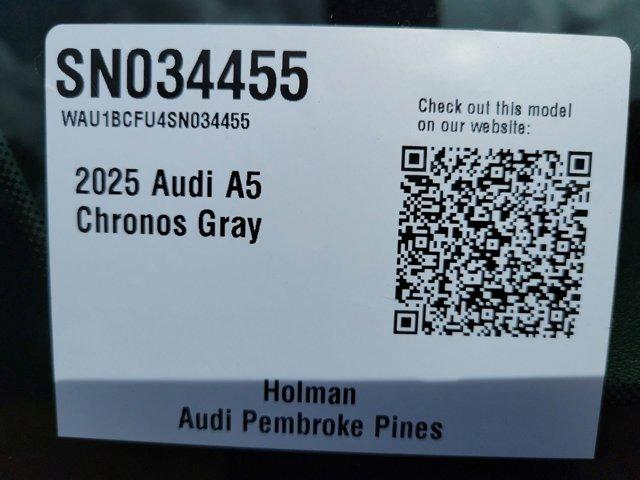 SN034455
WAU1BCFU4SN034455
Check out this model
on our website:
2025 Audi A5
Chronos Gray
Holman
Audi Pembroke Pines